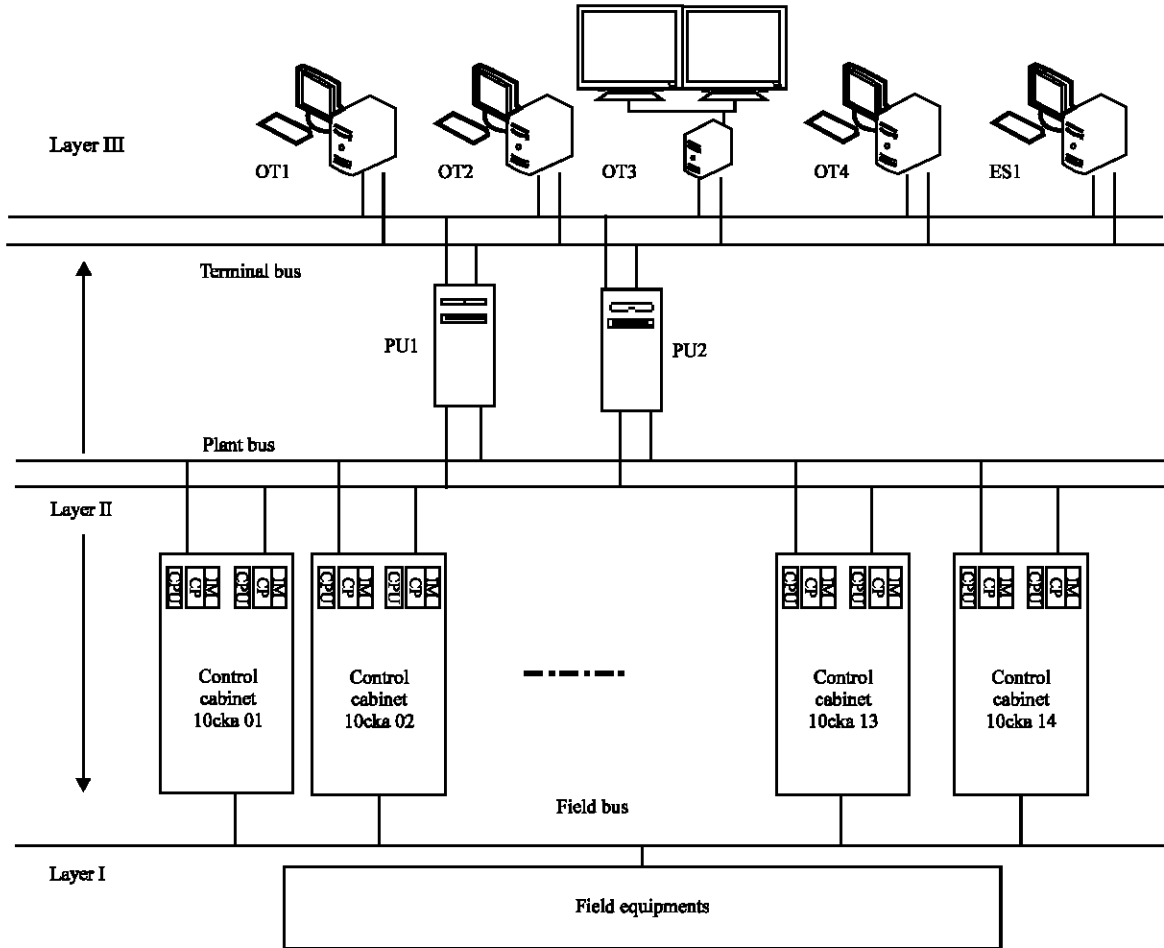 Layer III
OT1
OT2
OT3
OT4
ES1
Terminal bus
PU1
PU2
Plant bus
Layer II
CPU
CP
IM
CPU
CP
IM
CPU
CP
IM
CPU
CP
IM
CPU
CP
IM
CPU
CP
IM
CPU
CP
IM
CPU
CP
IM
Control
cabinet
10cka 01
Control
cabinet
10cka 02
Control
cabinet
10cka 13
Control
cabinet
10cka 14
Field bus
Layer I
Field equipments